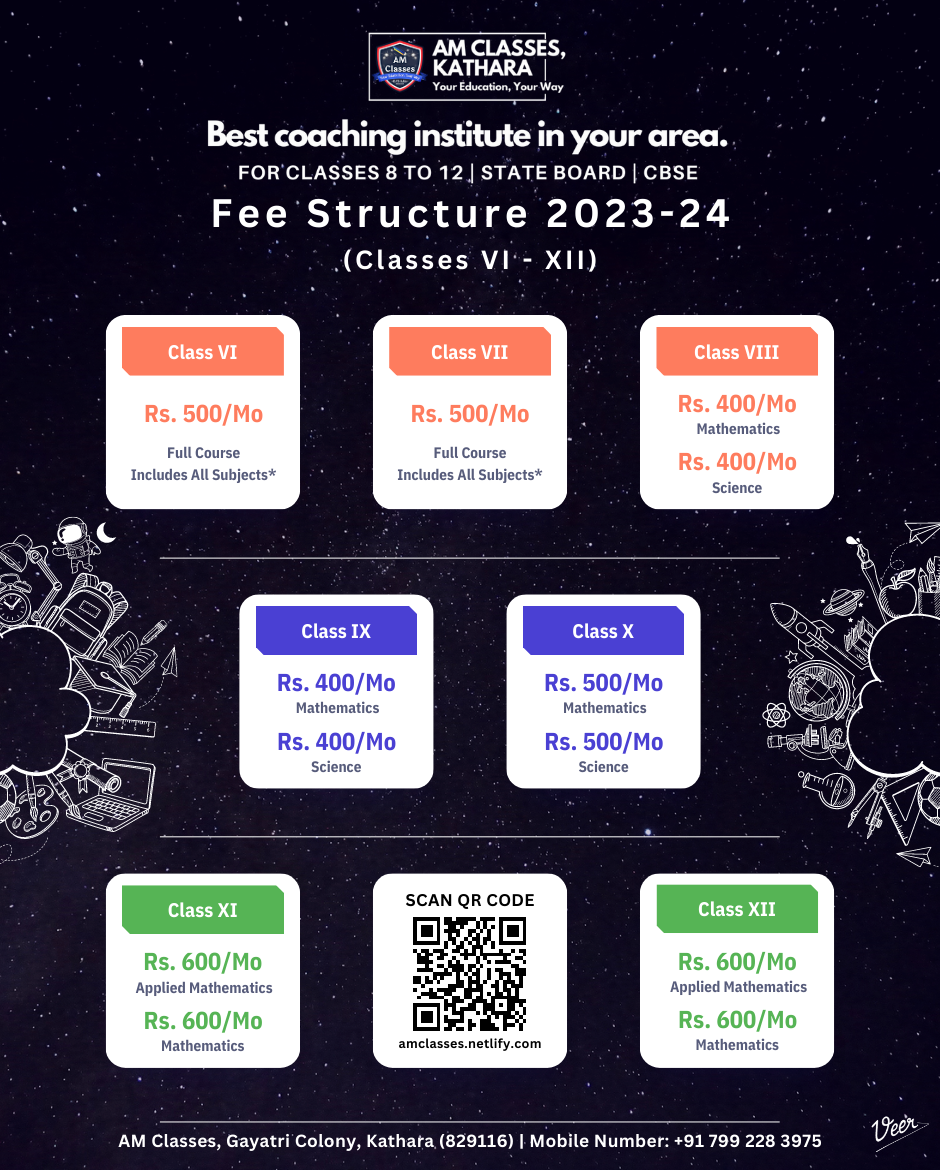 AM
Classes
AM CLASSES,
KATHARA
Your Education, Your Way
Best coaching institute in your area.
FOR CLASSES 8 TO 12 | STATE BOARD | CBSE
Fee Structure 2023-24
(Classes VI - XII)
Class VI
Rs. 500/Mo
Full Course
Includes All Subjects*
Class VII
Rs. 500/Mo
Full Course
Includes All Subjects*
Class VIII
Rs. 400/Mo
Mathematics
Rs. 400/Mo
Science
Class IX
Rs. 400/Mo
Mathematics
Rs. 400/Mo
Science
Class X
Rs. 500/Mo
Mathematics
Rs. 500/Mo
Science
Class XI
Rs. 600/Mo
Applied Mathematics
Rs. 600/Mo
Mathematics
SCAN QR CODE
amclasses.netlify.com
Class XII
Rs. 600/Mo
Applied Mathematics
Rs. 600/Mo
Mathematics
AM Classes, Gayatri Colony, Kathara (829116) | Mobile Number: +91 799 228 3975
Veer